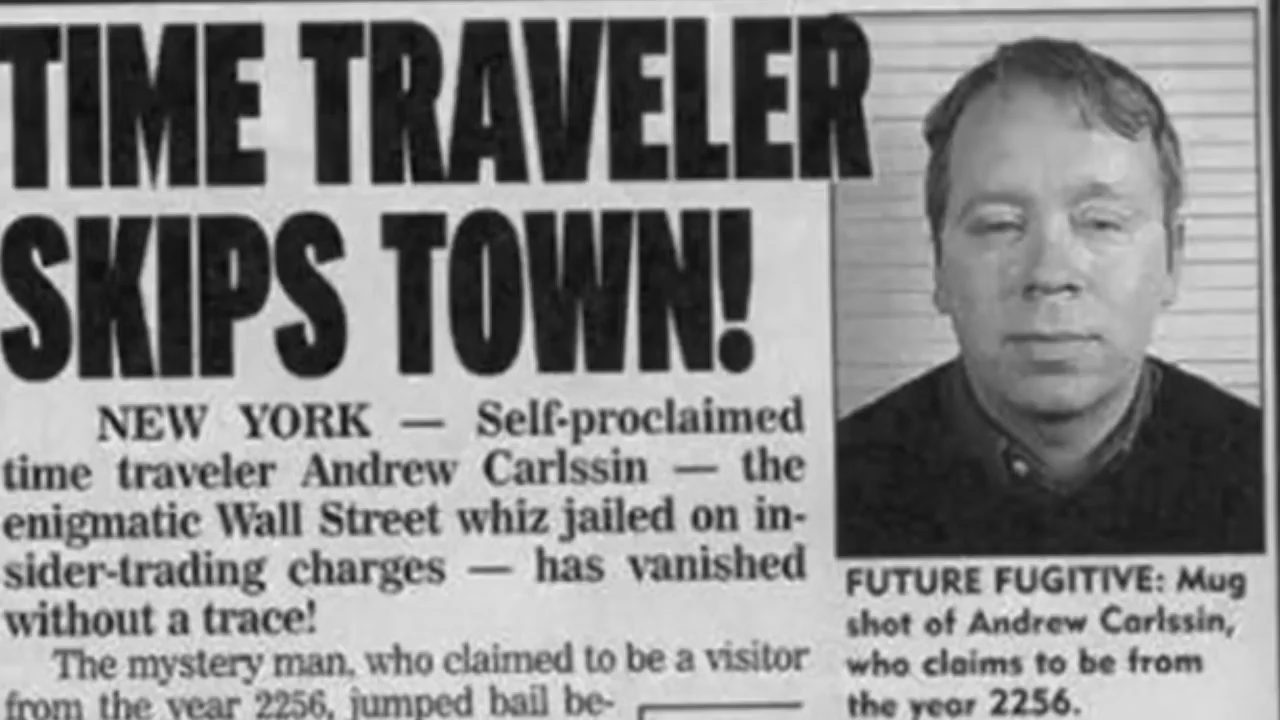 TIME TRAVELER
SKIPS TOWN!
NEW YORK — Self-proclaimed
time traveler Andrew Carlssin — the
enigmatic Wall Street whiz jailed on in-
sider-trading charges — has vanished
without a trace!
The mystery man, who claimed to be a visitor
from the year 2256, jumped bail be-
FUTURE FUGITIVE: Mug
shot of Andrew Carlssin,
who claims to be from
the year 2256.